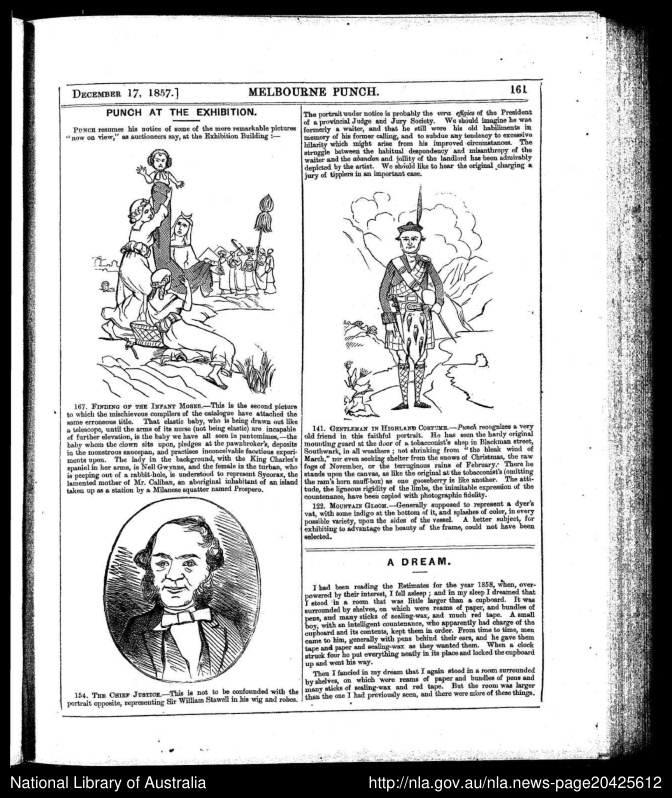 DECEMBER 17, 1857.]
MELBOURNE PUNCH.
161
PUNCH AT THE EXHIBITION.
PUNCH resumes his notice of some of the more remarkable pictures
"now on view," as auctioneers say, at the Exhibition Building :—
167. FINDING OF THE INFANT MOSES.—This is the second picture
to which the mischievous compilers of the catalogue have attached the
same erroneous title. That elastic baby, who is being drawn out like
a telescope, until the arms of its nurse (not being elastic) are incapable
of further elevation, is the baby we have all seen in pantomimes,—the
baby whom the clown sits upon, pledges at the pawnbroker's, deposits
in the monstrous saucepan, and practises inconceivable facetious experi-
ments upon. The lady in the background, with the King Charles's
spaniel in her arms, is Nell Gwynne, and the female in the turban, who
is peeping out of a rabbit-hole, is understood to represent Sycorax, the
lamented mother of Mr. Caliban, an aboriginal inhabitant of an island
taken up as a station by a Milanese squatter named Prospero.
154. THE CHIEF JUSTICE.—This is not to be confounded with the
portrait opposite, representing Sir William Stawell in his wig and robes.
The portrait under notice is probably the vera effigies of the President
of a provincial Judge and Jury Society. We should imagine he was
formerly a waiter, and that he still wore his old habiliments in
memory of his former calling, and to subdue any tendency to excessive
hilarity which might arise from his improved circumstances. The
struggle between the habitual despondency and misanthropy of the
waiter and the abandon and jollity of the landlord has been admirably
depicted by the artist. We should like to hear the original charging a
jury of tipplers in an important case.
141. GENTLEMAN IN HIGHLAND COSTUME.—Punch recognizes a very
old friend in this faithful portrait. He has seen the hardy original
mounting guard at the door of a tobacconist's shop in Blackman street,
Southwark, in all weathers; not shrinking from "the bleak wind of
March," nor even seeking shelter from the snows of Christmas, the raw
fogs of November, or the ferruginous rains of February. There he
stands upon the canvas, as like the original at the tobacconist's (omitting
the ram's horn snuff-box) as one gooseberry is like another. The atti-
tude, the ligneous rigidity of the limbs, the inimitable expression of the
countenance, have been copied with photographic fidelity.
122. MOUNTAIN GLOOM.—Generally supposed to represent a dyer's
vat, with some indigo at the bottom of it, and splashes of color, in every
possible variety, upon the sides of the vessel. A better subject, for
exhibiting to advantage the beauty of the frame, could not have been
selected.
A DREAM.
I had been reading the Estimates for the year 1858, when, over-
powered by their interest, I fell asleep; and in my sleep I dreamed that
I stood in a room that was little larger than a cupboard. It was
surrounded by shelves, on which were reams of paper, and bundles of
pens, and many sticks of sealing-wax, and much red tape. A small
boy, with an intelligent countenance, who apparently had charge of the
cupboard and its contents, kept them in order. From time to time, men
came to him, generally with pens behind their ears, and he gave them
tape and paper and sealing-wax as they wanted them. When a clock
struck four he put everything neatly in its place and locked the cupboard
up and went his way.
Then I fancied in my dream that I again stood in a room surrounded
by shelves, on which were reams of paper and bundles of pens and
many sticks of sealing-wax and red tape. But the room was larger
than the one I had previously seen, and there were more of these things.
National Library of Australia
http://nla.gov.au/nla.news-page20425612